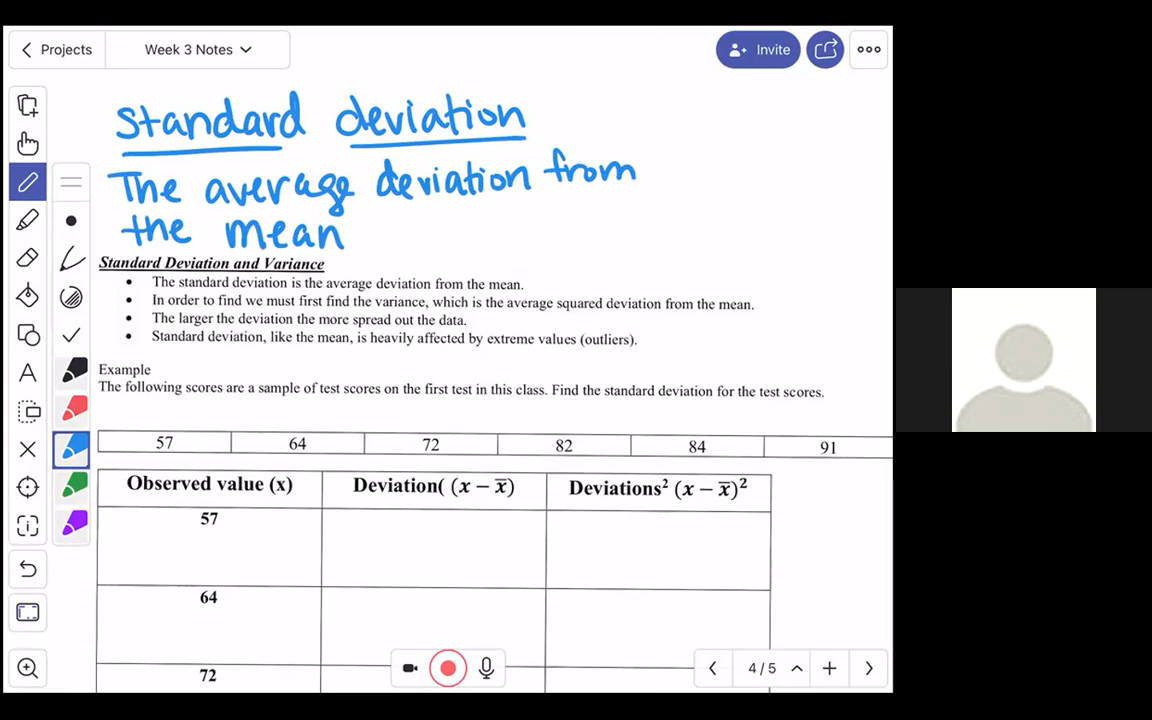 Projects
Week 3 Notes
Invite
Standard deviation
The average deviation from
the mean
Standard Deviation and Variance
• The standard deviation is the average deviation from the mean.
• In order to find we must first find the variance, which is the average squared deviation from the mean.
• The larger the deviation the more spread out the data.
• Standard deviation, like the mean, is heavily affected by extreme values (outliers).
Example
The following scores are a sample of test scores on the first test in this class. Find the standard deviation for the test scores.
57 64 72 82 84 91
Observed value (x) Deviation( (x − x̅) Deviations² (x − x̅)²
57
64
72
4/5